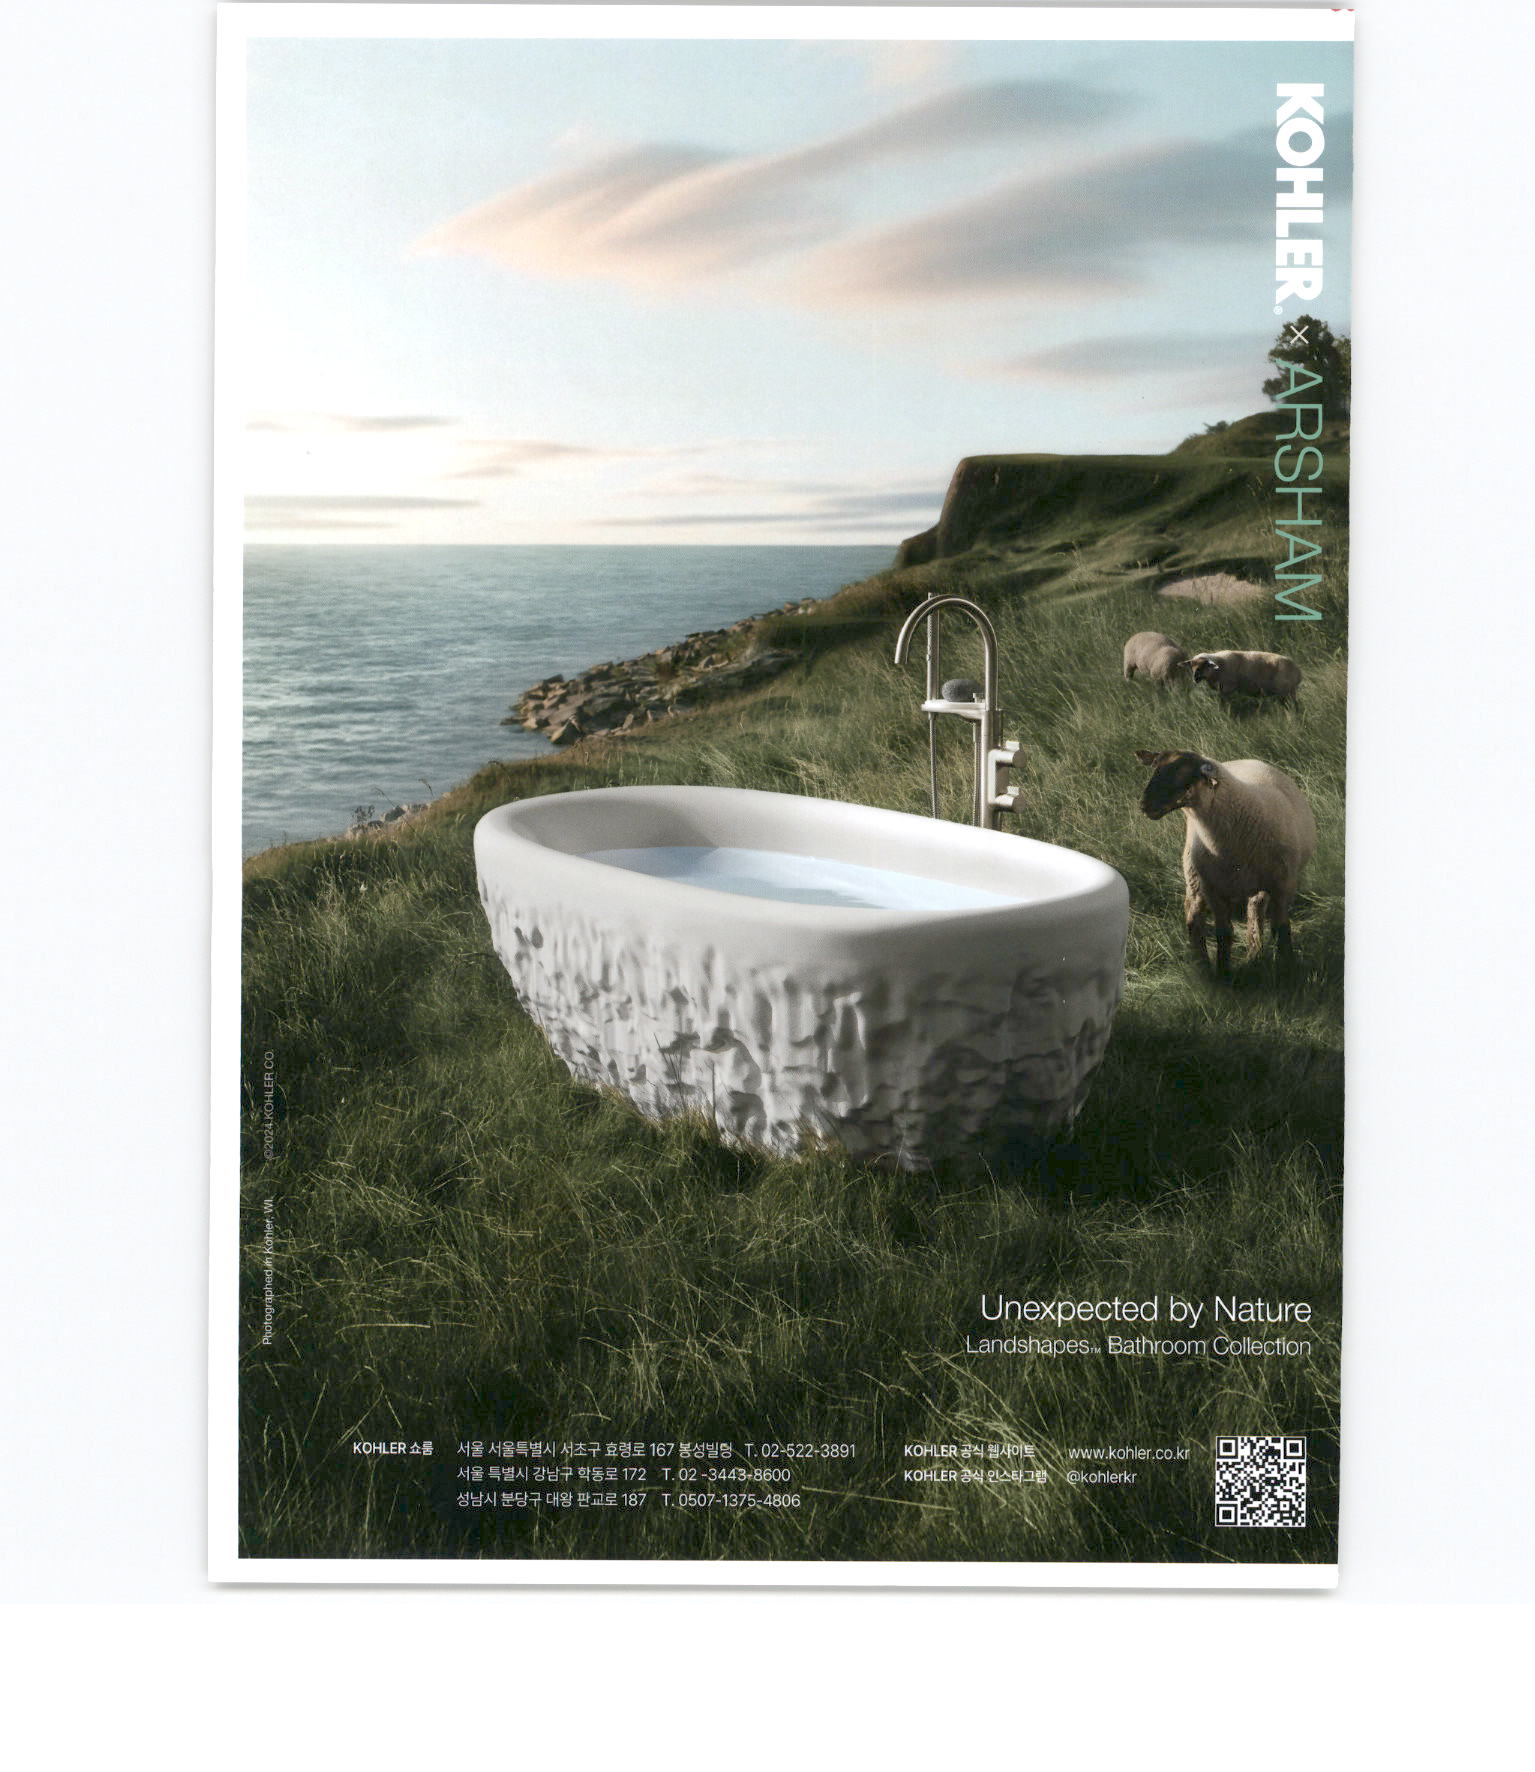 KOHLER® × ARSHAM
©2024 KOHLER CO.
Photographed in Kohler, WI
Unexpected by Nature
Landshapes™ Bathroom Collection
KOHLER 쇼룸 서울 서울특별시 서초구 효령로 167 봉성빌텅 T. 02-522-3891
서울 특별시 강남구 학동로 172 T. 02 -3443-8600
성남시 분당구 대왕 판교로 187 T. 0507-1375-4806
KOHLER 공식 웹사이트 www.kohler.co.kr
KOHLER 공식 인스타그램 @kohlerkr